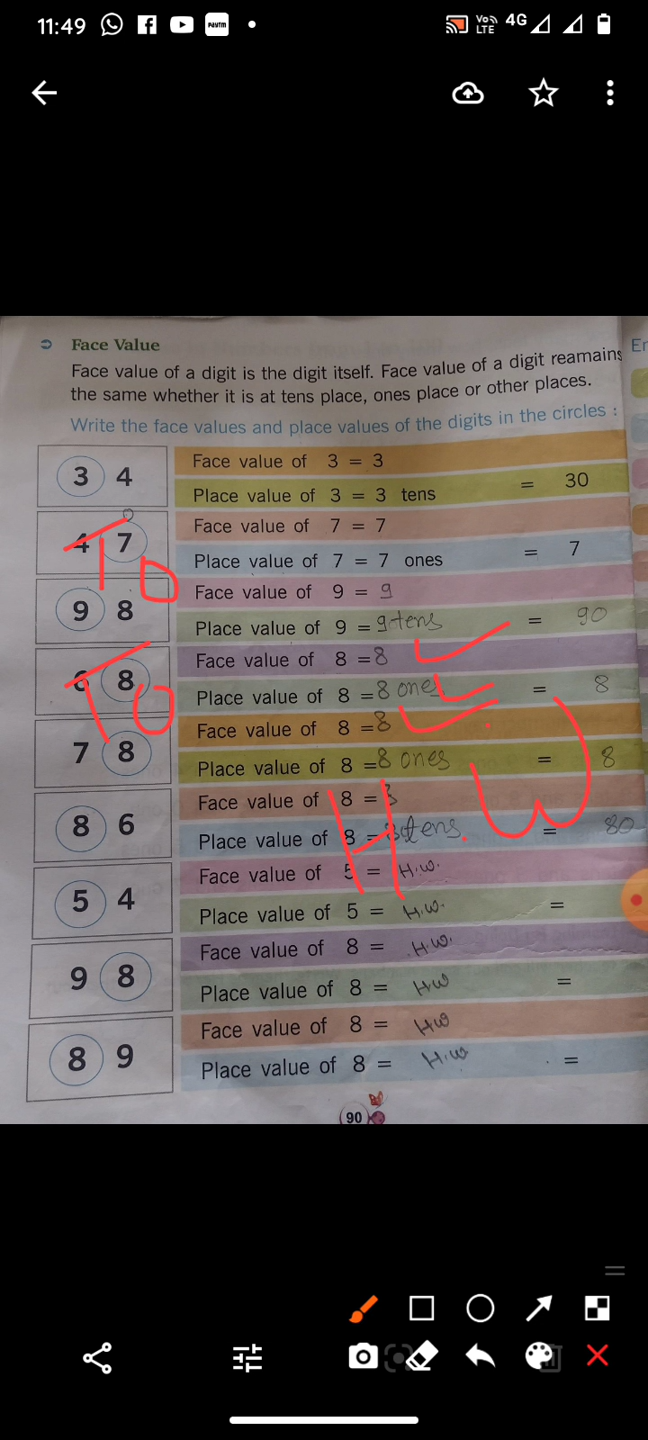 11:49
Paytm
Vo LTE 4G
Face Value
Er
Face value of a digit is the digit itself. Face value of a digit reamains
the same whether it is at tens place, ones place or other places.
Write the face values and place values of the digits in the circles :
3 4
Face value of 3 = 3
Place value of 3 = 3 tens = 30
4 7
Face value of 7 = 7
Place value of 7 = 7 ones = 7
T O
9 8
Face value of 9 = 9
Place value of 9 = 9 tens = 90
6 8
Face value of 8 = 8
Place value of 8 = 8 ones = 8
T O
7 8
Face value of 8 = 8
Place value of 8 = 8 ones = 8
8 6
Face value of 8 = 8
Place value of 8 = 8 tens = 80
H.W
5 4
Face value of 5 = H.W.
Place value of 5 = H.W. =
9 8
Face value of 8 = H.W.
Place value of 8 = HW =
8 9
Face value of 8 = HW
Place value of 8 = H.W =
90